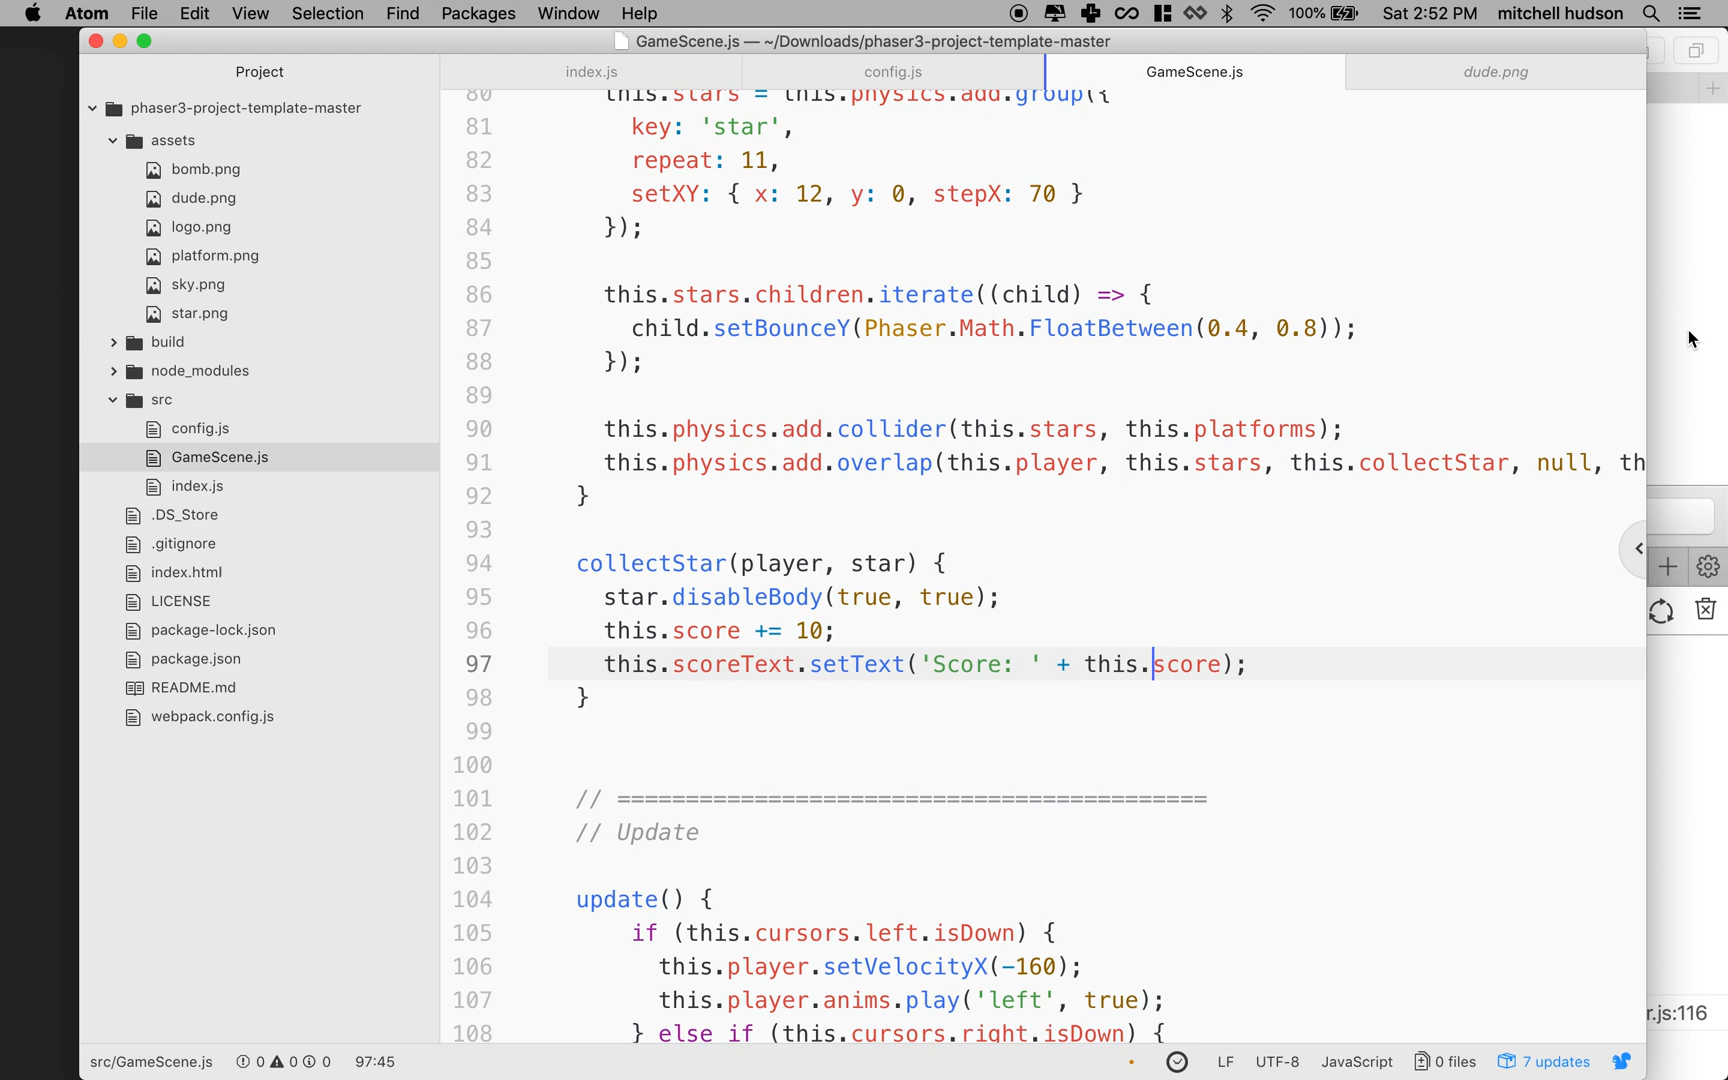 Atom File Edit View Selection Find Packages Window Help 100% Sat 2:52 PM mitchell hudson
GameScene.js — ~/Downloads/phaser3-project-template-master
Project
index.js config.js GameScene.js dude.png
phaser3-project-template-master
assets
bomb.png
dude.png
logo.png
platform.png
sky.png
star.png
build
node_modules
src
config.js
GameScene.js
index.js
.DS_Store
.gitignore
index.html
LICENSE
package-lock.json
package.json
README.md
webpack.config.js
80 this.stars = this.physics.add.group({
81 key: 'star',
82 repeat: 11,
83 setXY: { x: 12, y: 0, stepX: 70 }
84 });
85
86 this.stars.children.iterate((child) => {
87 child.setBounceY(Phaser.Math.FloatBetween(0.4, 0.8));
88 });
89
90 this.physics.add.collider(this.stars, this.platforms);
91 this.physics.add.overlap(this.player, this.stars, this.collectStar, null, th
92 }
93
94 collectStar(player, star) {
95 star.disableBody(true, true);
96 this.score += 10;
97 this.scoreText.setText('Score: ' + this.score);
98 }
99
100
101 // ===========================================
102 // Update
103
104 update() {
105 if (this.cursors.left.isDown) {
106 this.player.setVelocityX(-160);
107 this.player.anims.play('left', true);
108 } else if (this.cursors.right.isDown) {
r.js:116
src/GameScene.js 0 0 0 97:45 LF UTF-8 JavaScript 0 files 7 updates